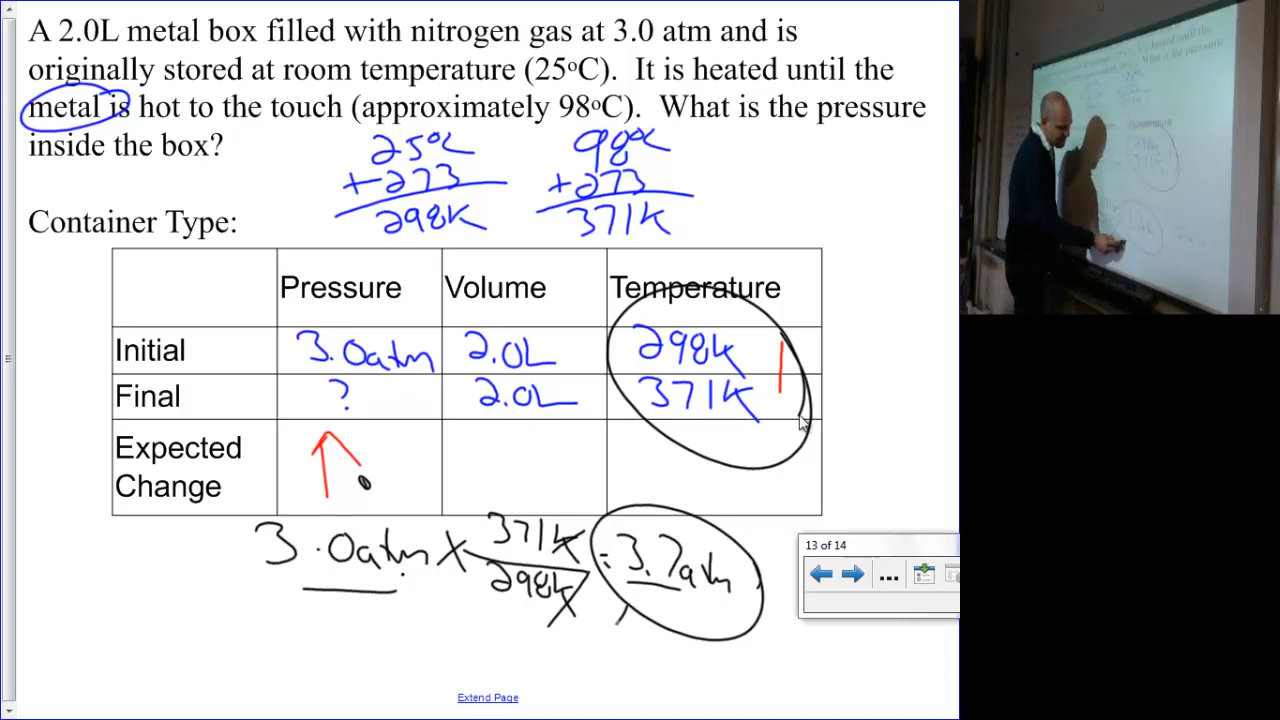 A 2.0L metal box filled with nitrogen gas at 3.0 atm and is
originally stored at room temperature (25°C).  It is heated until the
metal is hot to the touch (approximately 98°C).  What is the pressure
inside the box?
25°C 98°C
+273 +273
298K 371K
Container Type:
Pressure Volume Temperature
Initial 3.0atm 2.0L 298K
Final ? 2.0L 371K
Expected
Change
3.0atm x 371K = 3.7atm
298K
13 of 14
...
Extend Page